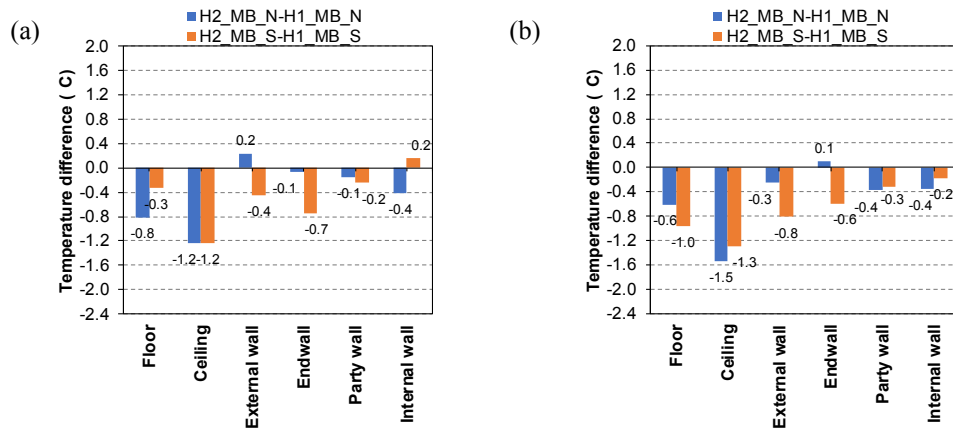 (a)
H2_MB_N-H1_MB_N
H2_MB_S-H1_MB_S
Temperature difference ( C)
2.0
1.6
1.2
0.8
0.4
0.0
-0.4
-0.8
-1.2
-1.6
-2.0
-2.4
-0.8
-0.3
-1.2
-1.2
0.2
-0.4
-0.1
-0.7
-0.1
-0.2
-0.4
0.2
Floor
Ceiling
External wall
Endwall
Party wall
Internal wall
(b)
H2_MB_N-H1_MB_N
H2_MB_S-H1_MB_S
Temperature difference ( C)
2.0
1.6
1.2
0.8
0.4
0.0
-0.4
-0.8
-1.2
-1.6
-2.0
-2.4
-0.6
-1.0
-1.5
-1.3
-0.3
-0.8
0.1
-0.6
-0.4
-0.3
-0.4
-0.2
Floor
Ceiling
External wall
Endwall
Party wall
Internal wall